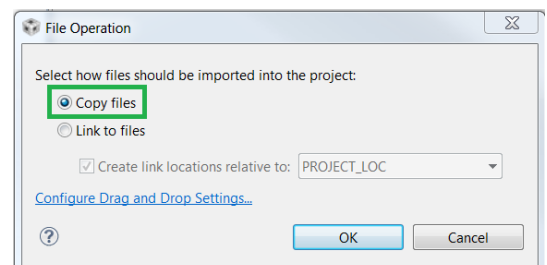 File Operation
Select how files should be imported into the project:
Copy files
Link to files
Create link locations relative to: PROJECT_LOC
Configure Drag and Drop Settings...
? OK Cancel